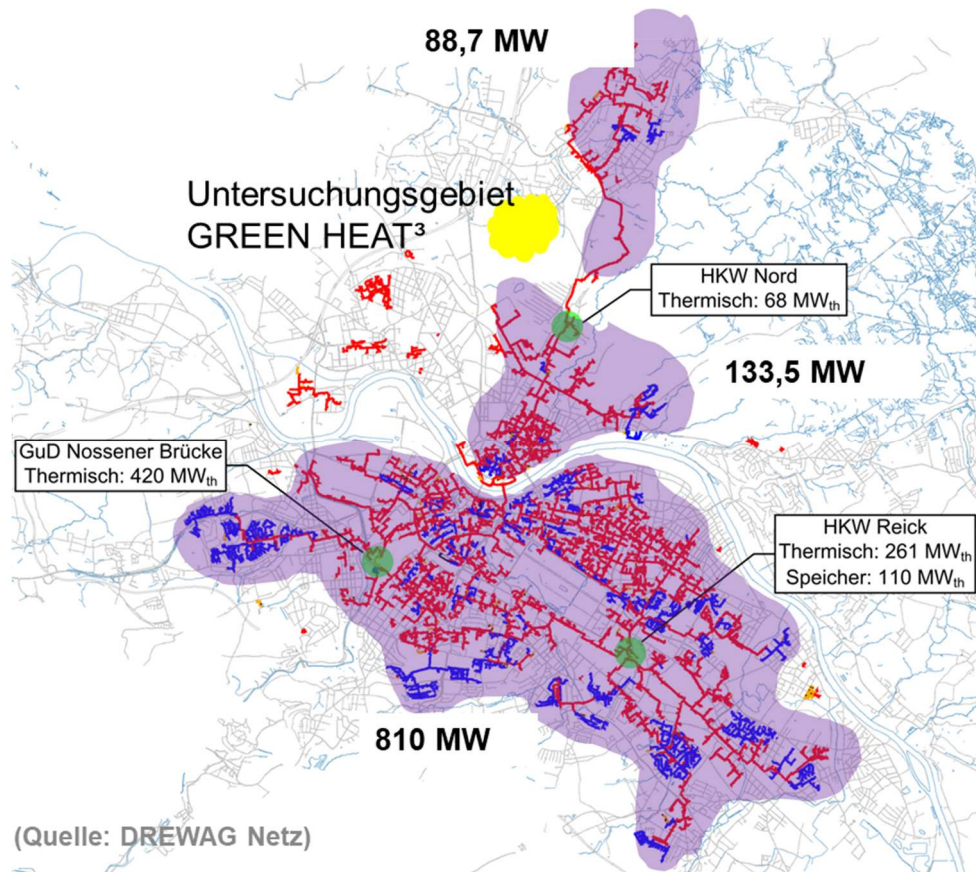 88,7 MW
Untersuchungsgebiet
GREEN HEAT³
HKW Nord
Thermisch: 68 MWth
133,5 MW
GuD Nossener Brücke
Thermisch: 420 MWth
HKW Reick
Thermisch: 261 MWth
Speicher: 110 MWth
810 MW
(Quelle: DREWAG Netz)